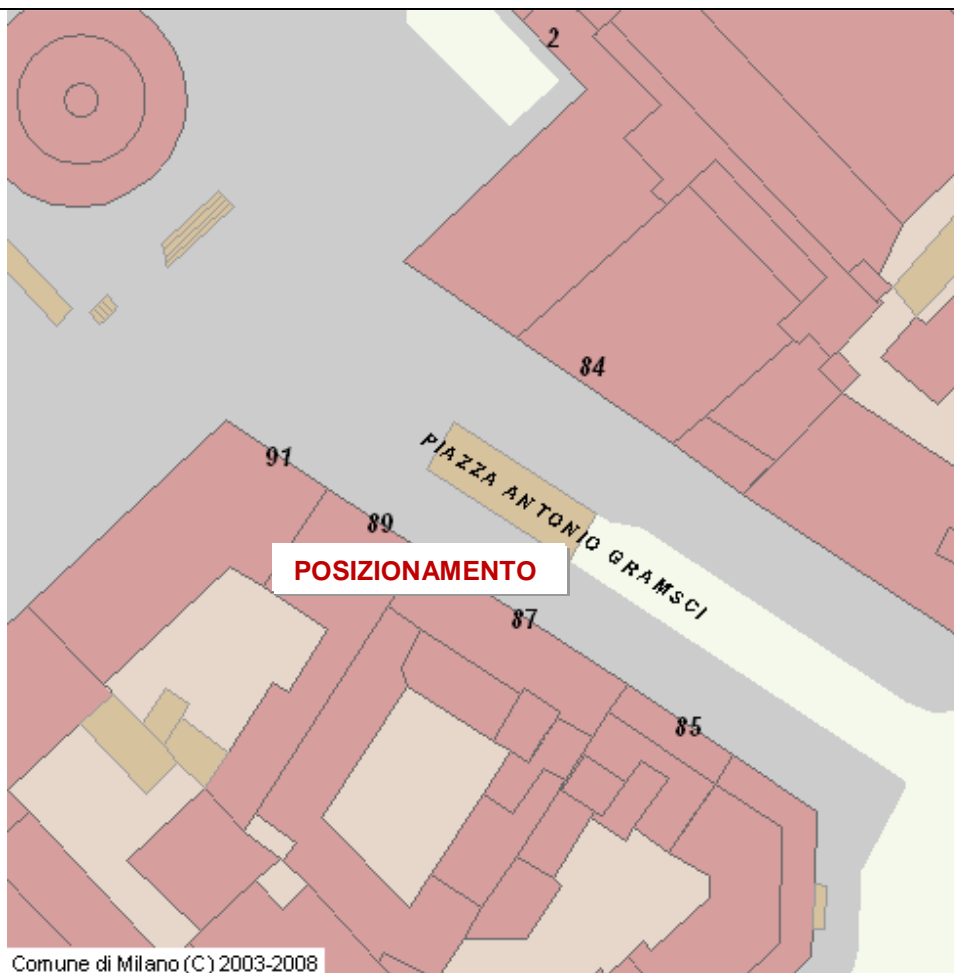 2
84
PIAZZA ANTONIO GRAMSCI
91
89
POSIZIONAMENTO
87
85
Comune di Milano (C) 2003-2008